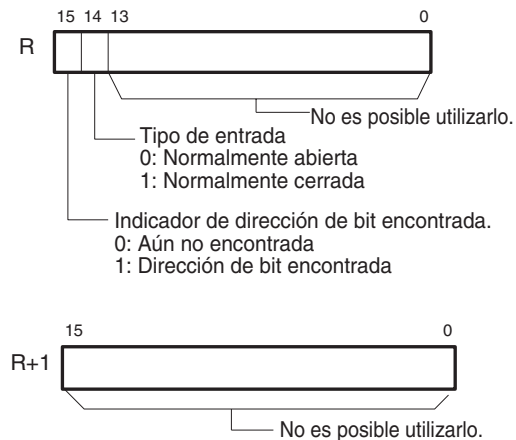 15 14 13 0
R
No es posible utilizarlo.
Tipo de entrada
0: Normalmente abierta
1: Normalmente cerrada
Indicador de dirección de bit encontrada.
0: Aún no encontrada
1: Dirección de bit encontrada
15 0
R+1
No es posible utilizarlo.